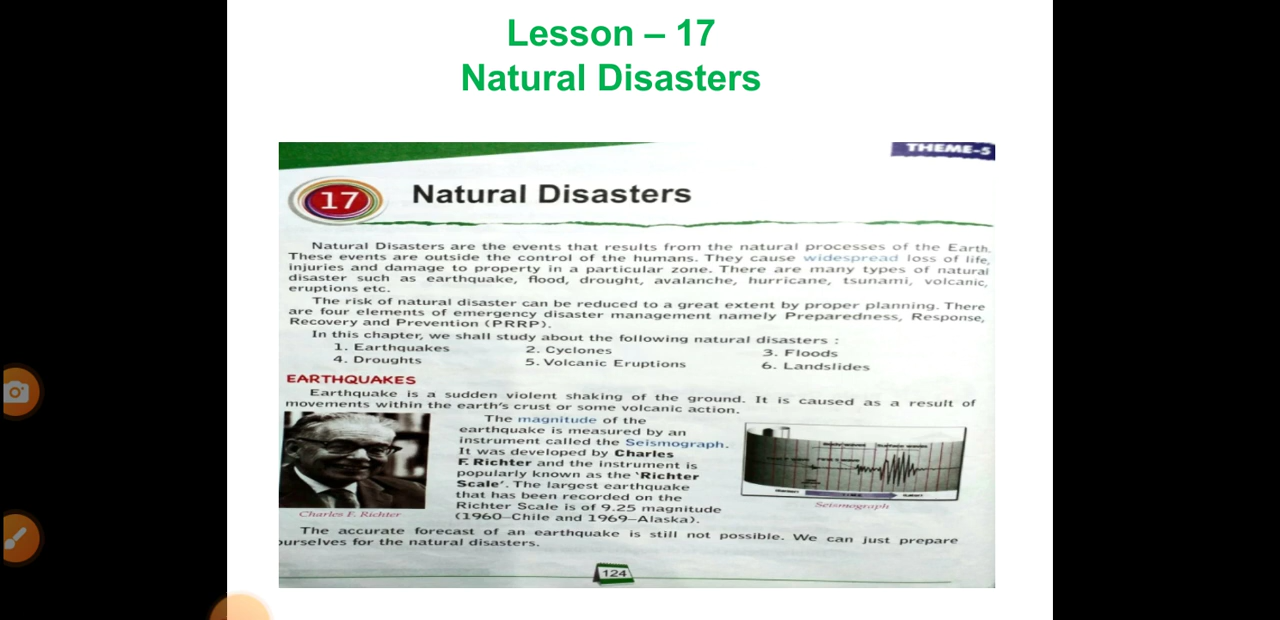 Lesson – 17
Natural Disasters
THEME-5
17
Natural Disasters
Natural Disasters are the events that results from the natural processes of the Earth.
These events are outside the control of the humans. They cause widespread loss of life,
injuries and damage to property in a particular zone. There are many types of natural
disaster such as earthquake, flood, drought, avalanche, hurricane, tsunami, volcanic,
eruptions etc.
The risk of natural disaster can be reduced to a great extent by proper planning. There
are four elements of emergency disaster management namely Preparedness, Response,
Recovery and Prevention (PRRP).
In this chapter, we shall study about the following natural disasters :
1. Earthquakes 2. Cyclones 3. Floods
4. Droughts 5. Volcanic Eruptions 6. Landslides
EARTHQUAKES
Earthquake is a sudden violent shaking of the ground. It is caused as a result of
movements within the earth's crust or some volcanic action.
The magnitude of the
earthquake is measured by an
instrument called the Seismograph.
It was developed by Charles
F. Richter and the instrument is
popularly known as the 'Richter
Scale'. The largest earthquake
that has been recorded on the
Richter Scale is of 9.25 magnitude
(1960–Chile and 1969–Alaska).
Charles F. Richter
Surface waves
Seismograph
The accurate forecast of an earthquake is still not possible. We can just prepare
ourselves for the natural disasters.
124